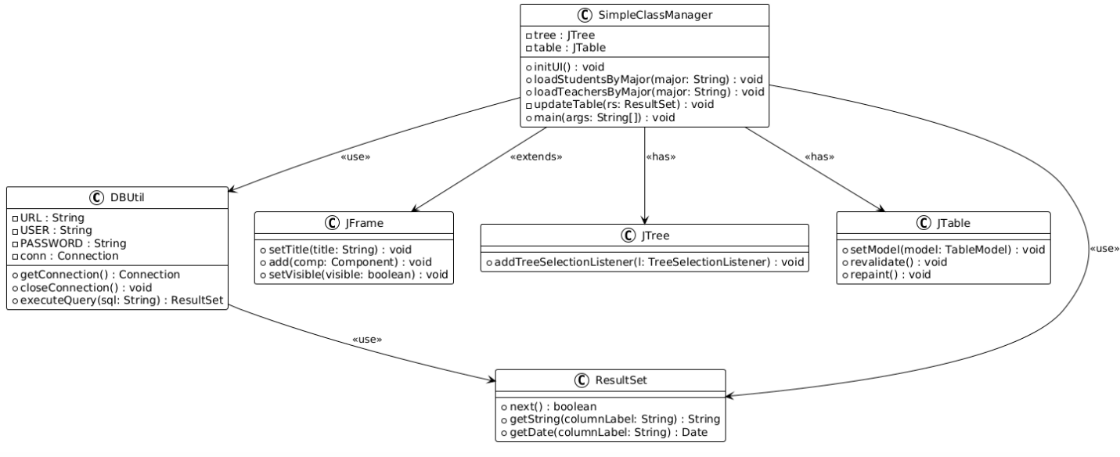 C SimpleClassManager
tree : JTree
table : JTable
initUI() : void
loadStudentsByMajor(major: String) : void
loadTeachersByMajor(major: String) : void
updateTable(rs: ResultSet) : void
main(args: String[]) : void
«use»
«extends»
«has»
«has»
«use»
C DBUtil
URL : String
USER : String
PASSWORD : String
conn : Connection
getConnection() : Connection
closeConnection() : void
executeQuery(sql: String) : ResultSet
C JFrame
setTitle(title: String) : void
add(comp: Component) : void
setVisible(visible: boolean) : void
C JTree
addTreeSelectionListener(l: TreeSelectionListener) : void
C JTable
setModel(model: TableModel) : void
revalidate() : void
repaint() : void
«use»
C ResultSet
next() : boolean
getString(columnLabel: String) : String
getDate(columnLabel: String) : Date